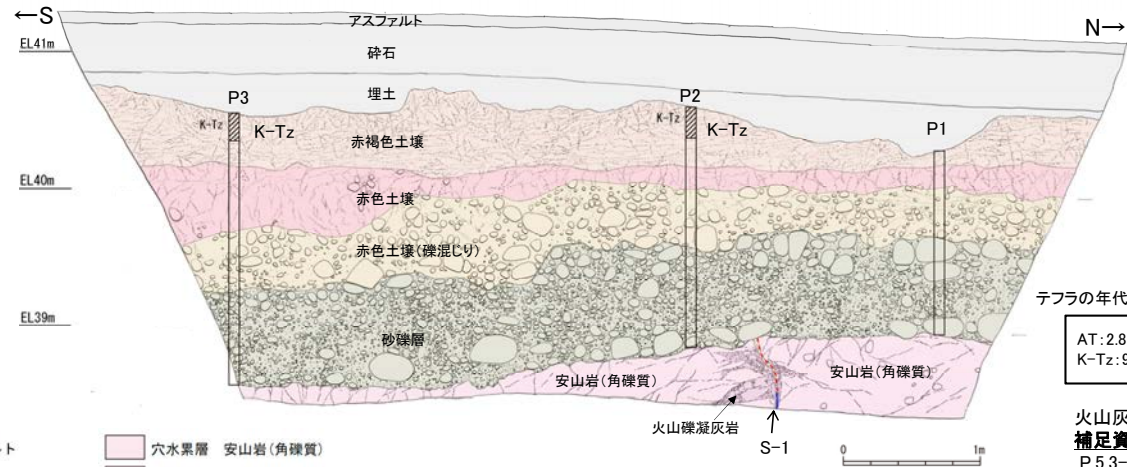 ←S
N→
アスファルト
EL41m
砕石
P3
埋土
P2
K-Tz
K-Tz
K-Tz
K-Tz
P1
赤褐色土壌
EL40m
赤色土壌
赤色土壌(礫混じり)
テフラの年代
EL39m
AT:2.8
K-Tz:9
砂礫層
安山岩(角礫質)
安山岩(角礫質)
火山礫凝灰岩
S-1
火山灰
補足資
P.5.3-
ルト
穴水累層 安山岩(角礫質)
0
1m